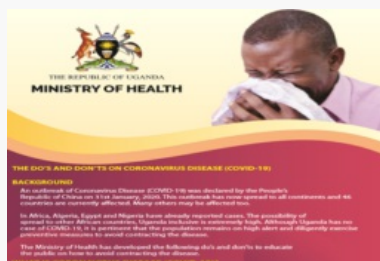 THE REPUBLIC OF UGANDA
MINISTRY OF HEALTH
THE DO'S AND DON'TS ON CORONAVIRUS DISEASE (COVID-19)
BACKGROUND
An outbreak of Coronavirus Disease (COVID-19) was declared by the People's
Republic of China on 31st January, 2020. This outbreak has now spread to all continents and 46
countries are currently affected. Many others may be affected too.
In Africa, Algeria, Egypt and Nigeria have already reported cases. The possibility of
spread to other African countries, Uganda inclusive is extremely high. Although Uganda has no
case of COVID-19, it is pertinent that the population remains on high alert and diligently exercise
preventive measures to avoid contracting the disease.
The Ministry of Health has developed the following do's and don'ts to educate
the public on how to avoid contracting the disease.